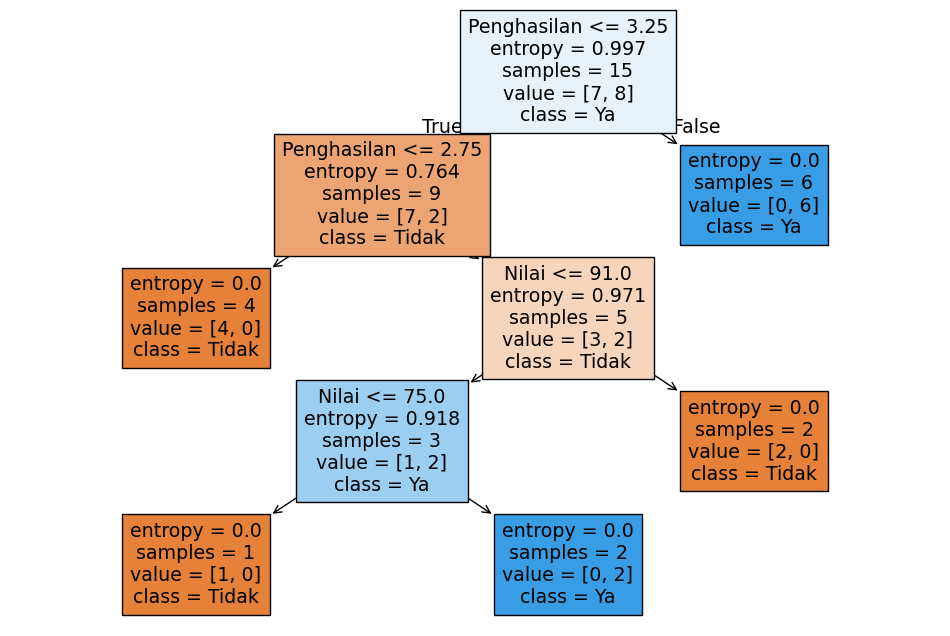 Penghasilan <= 3.25
entropy = 0.997
samples = 15
value = [7, 8]
class = Ya
True
False
Penghasilan <= 2.75
entropy = 0.764
samples = 9
value = [7, 2]
class = Tidak
entropy = 0.0
samples = 6
value = [0, 6]
class = Ya
entropy = 0.0
samples = 4
value = [4, 0]
class = Tidak
Nilai <= 91.0
entropy = 0.971
samples = 5
value = [3, 2]
class = Tidak
Nilai <= 75.0
entropy = 0.918
samples = 3
value = [1, 2]
class = Ya
entropy = 0.0
samples = 2
value = [2, 0]
class = Tidak
entropy = 0.0
samples = 1
value = [1, 0]
class = Tidak
entropy = 0.0
samples = 2
value = [0, 2]
class = Ya